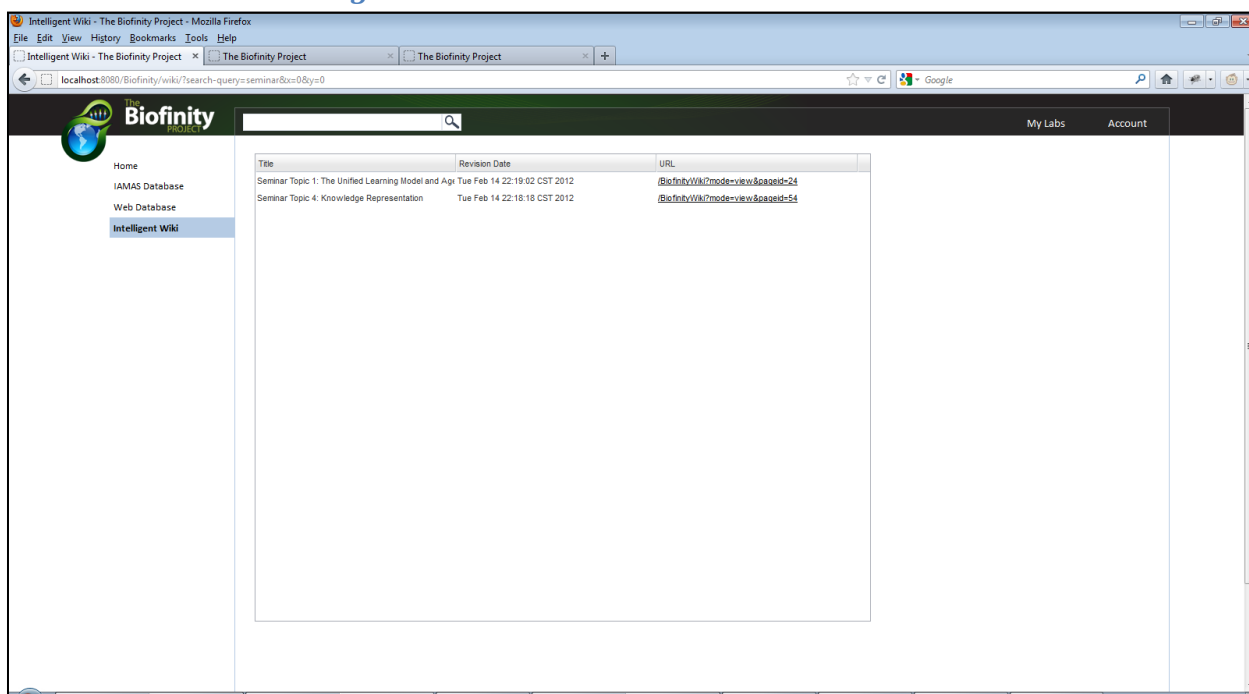 Intelligent Wiki - The Biofinity Project - Mozilla Firefox
File Edit View History Bookmarks Tools Help
Intelligent Wiki - The Biofinity Project × The Biofinity Project × The Biofinity Project × +
localhost:8080/Biofinity/wiki/?search-query=seminar&x=0&y=0 Google
The
Biofinity
PROJECT
My Labs Account
Home
IAMAS Database
Web Database
Intelligent Wiki
Title Revision Date URL
Seminar Topic 1: The Unified Learning Model and Age Tue Feb 14 22:19:02 CST 2012 /BiofinityWiki?mode=view&pageid=24
Seminar Topic 4: Knowledge Representation Tue Feb 14 22:18:18 CST 2012 /BiofinityWiki?mode=view&pageid=54